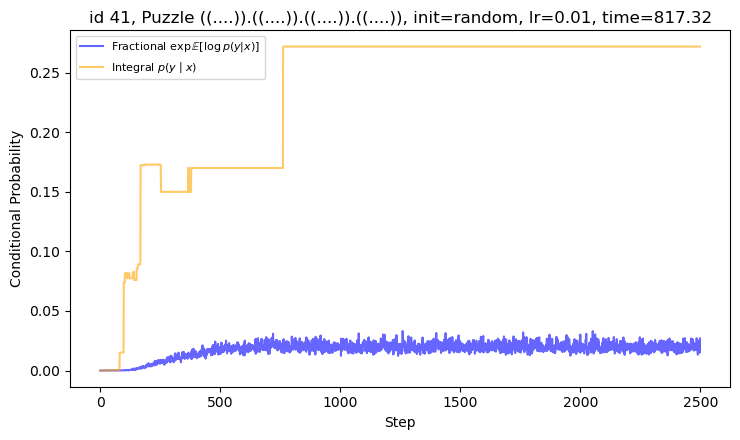 id 41, Puzzle ((....)).((....)).((....)).((....)), init=random, lr=0.01, time=817.32
Fractional exp𝔼[log p(y|x)]
Integral p(y | x)
Conditional Probability
0.25
0.20
0.15
0.10
0.05
0.00
0 500 1000 1500 2000 2500
Step